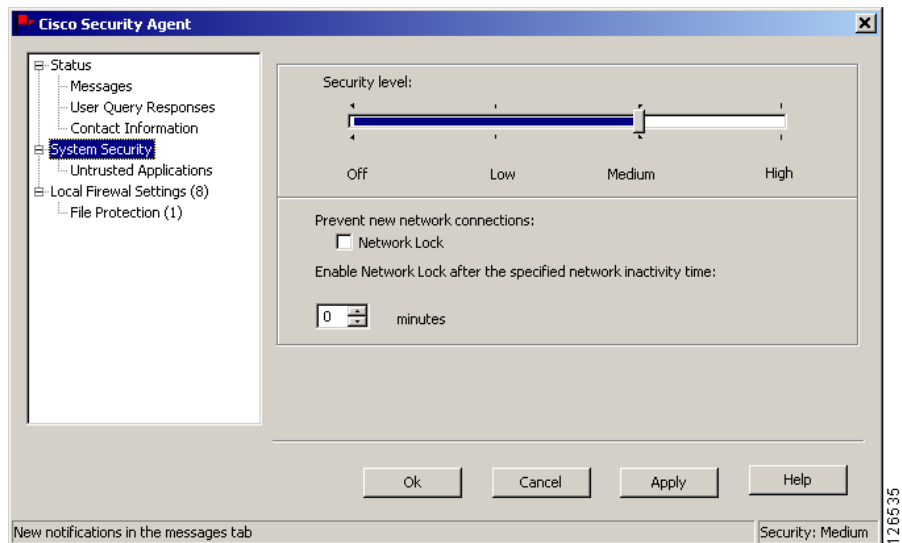 Cisco Security Agent
Status
Messages
User Query Responses
Contact Information
System Security
Untrusted Applications
Local Firewal Settings (8)
File Protection (1)
Security level:
Off Low Medium High
Prevent new network connections:
Network Lock
Enable Network Lock after the specified network inactivity time:
0 minutes
Ok Cancel Apply Help
New notifications in the messages tab Security: Medium
126535